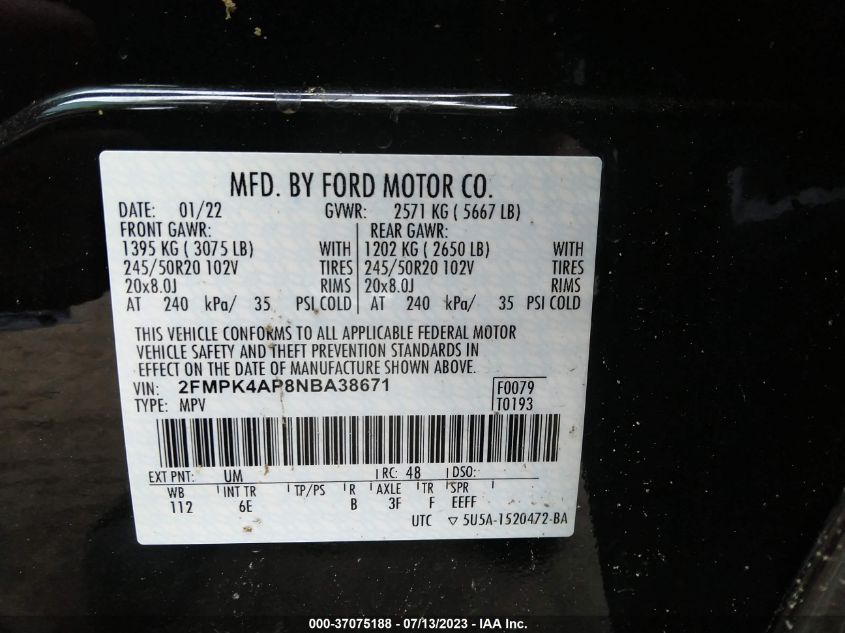 MFD. BY FORD MOTOR CO.
DATE: 01/22 GVWR: 2571 KG ( 5667 LB)
FRONT GAWR: REAR GAWR:
1395 KG ( 3075 LB) WITH 1202 KG ( 2650 LB) WITH
245/50R20 102V TIRES 245/50R20 102V TIRES
20x8.0J RIMS 20x8.0J RIMS
AT 240 kPa/ 35 PSI COLD AT 240 kPa/ 35 PSI COLD
THIS VEHICLE CONFORMS TO ALL APPLICABLE FEDERAL MOTOR
VEHICLE SAFETY AND THEFT PREVENTION STANDARDS IN
EFFECT ON THE DATE OF MANUFACTURE SHOWN ABOVE.
VIN: 2FMPK4AP8NBA38671 F0079
TYPE: MPV T0193
EXT PNT: UM RC: 48 DSO:
WB INT TR TP/PS R AXLE TR SPR
112 6E B 3F F EEFF
UTC ▽ 5U5A-1520472-BA
000-37075188 - 07/13/2023 - IAA Inc.